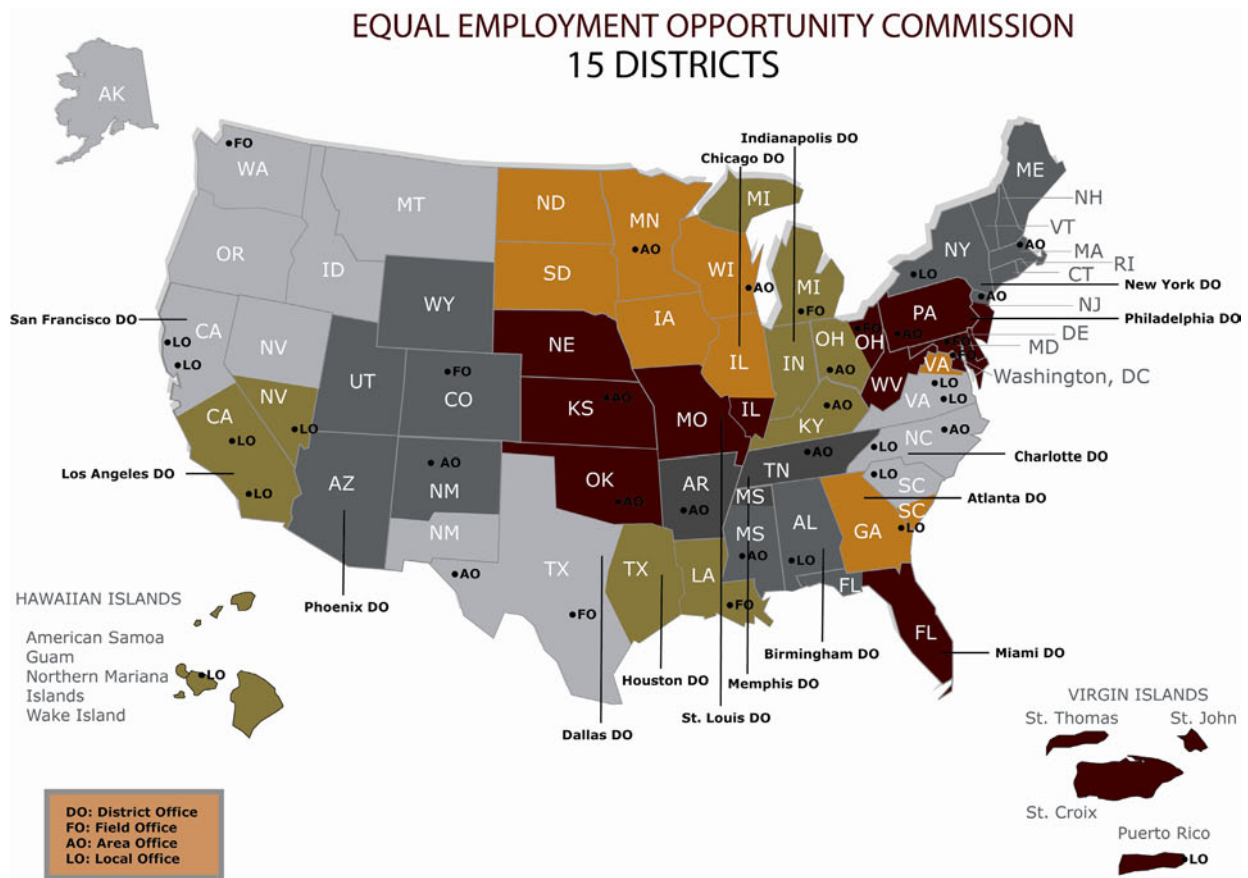 EQUAL EMPLOYMENT OPPORTUNITY COMMISSION
15 DISTRICTS
AK
FO
WA
MT
OR
ID
San Francisco DO
CA
LO
LO
NV
WY
UT
FO
CO
NV
CA
LO
LO
LO
Los Angeles DO
AZ
AO
NM
NM
Phoenix DO
ND
SD
MN
AO
WI
AO
IA
NE
KS
AO
MO
IL
IL
OK
AO
Chicago DO
Indianapolis DO
MI
MI
FO
IN
OH
AO
OH
FO
KY
AO
WV
PA
AO
NY
LO
ME
NH
VT
AO
MA
RI
CT
New York DO
AO
NJ
Philadelphia DO
DE
MD
FO
FO
Washington, DC
VA
LO
VA
LO
NC
AO
LO
Charlotte DO
LO
SC
SC
LO
Atlanta DO
GA
TN
AO
AR
AO
MS
MS
AO
AL
LO
FL
FL
Miami DO
Birmingham DO
Memphis DO
LA
FO
TX
TX
AO
FO
Houston DO
St. Louis DO
Dallas DO
HAWAIIAN ISLANDS
American Samoa
Guam
Northern Mariana
Islands
Wake Island
LO
VIRGIN ISLANDS
St. Thomas
St. John
St. Croix
Puerto Rico
LO
DO: District Office
FO: Field Office
AO: Area Office
LO: Local Office